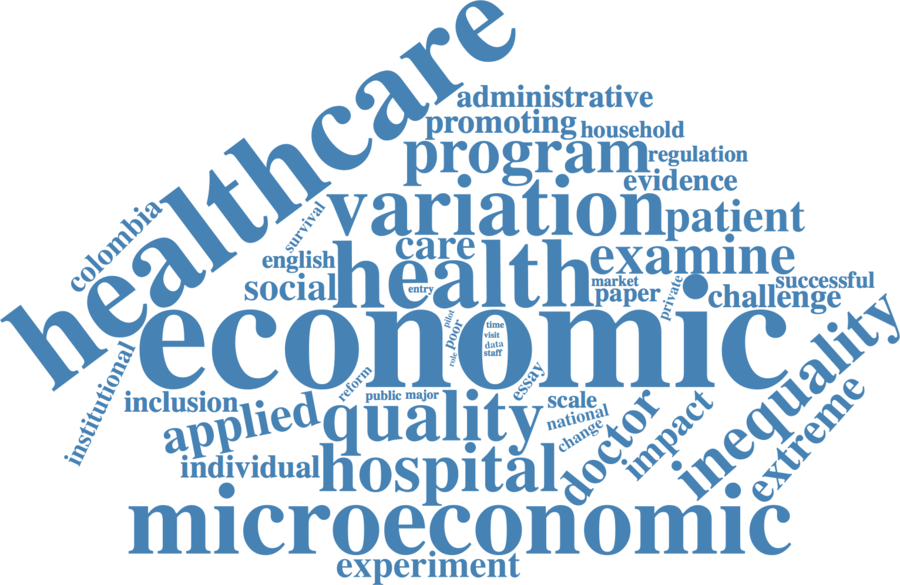 healthcare
administrative
promoting
household
program
regulation
evidence
colombia
survival
variation
patient
care
english
health
examine
social
entry
market
paper
private
successful
challenge
economic
pilot
poor
role
time
visit
data
staff
institutional
inclusion
reform
public
major
essay
scale
applied
quality
national
change
doctor
impact
inequality
extreme
individual
hospital
microeconomic
experiment